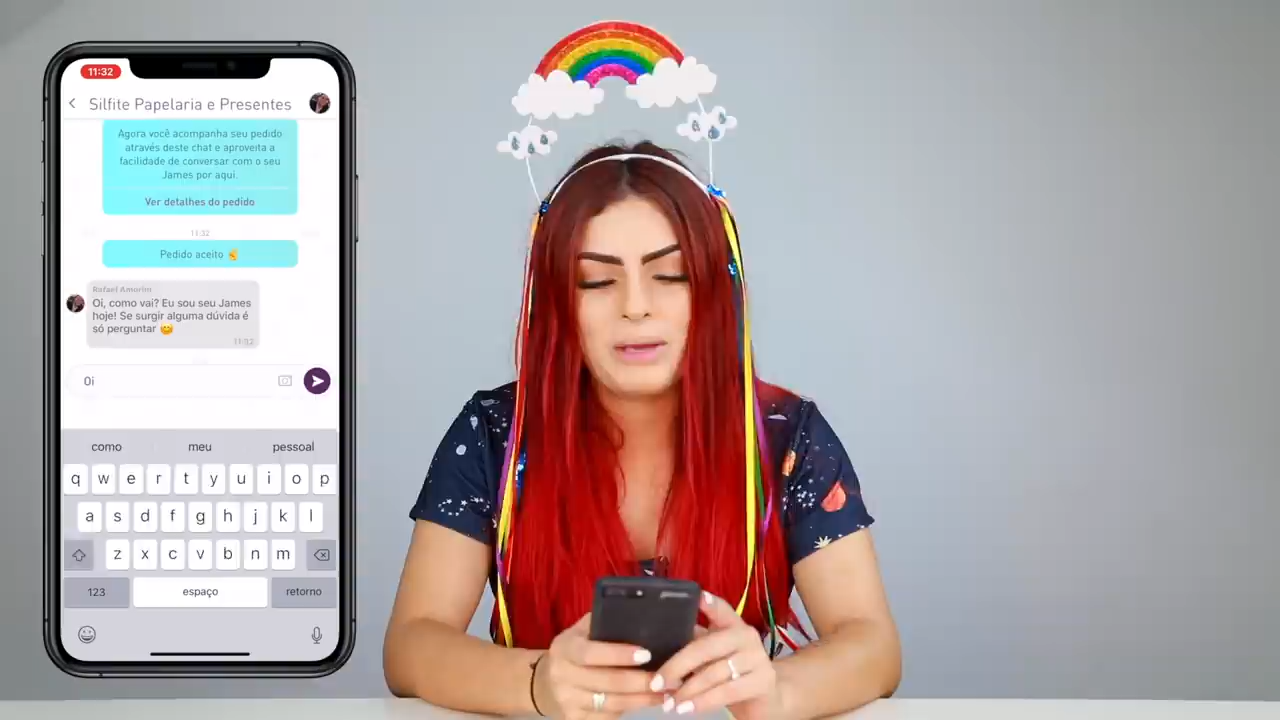 11:32
Silfite Papelaria e Presentes
Agora você acompanha seu pedido
através deste chat e aproveita a
facilidade de conversar com o seu
James por aqui.
Ver detalhes do pedido
11:32
Pedido aceito
Rafael Amorim
Oi, como vai? Eu sou seu James
hoje! Se surgir alguma dúvida é
só perguntar
11:32
Oi
como meu pessoal
q w e r t y u i o p
a s d f g h j k l
z x c v b n m
123 espaço retorno